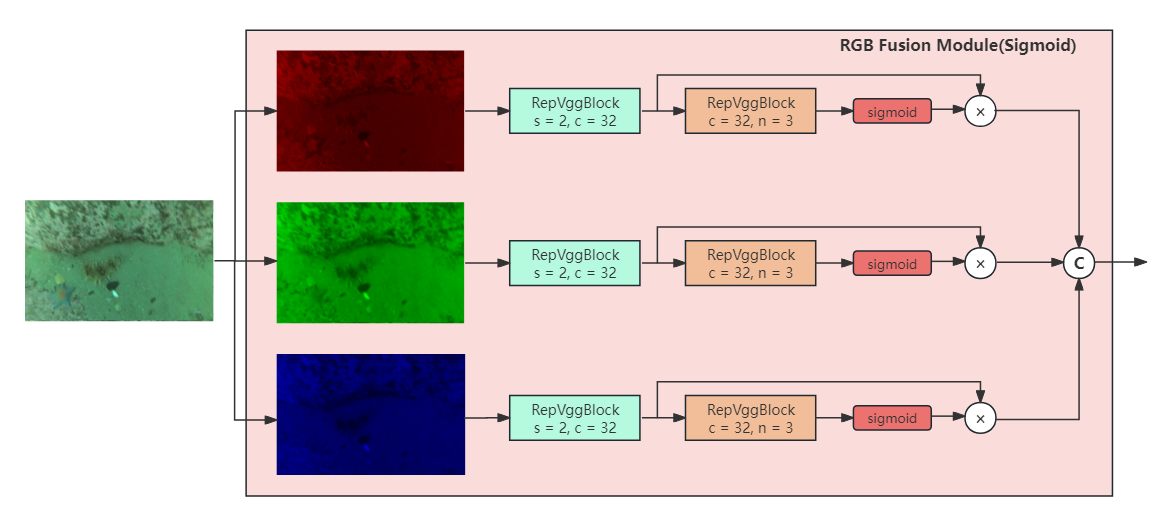 RGB Fusion Module(Sigmoid)
RepVggBlock
s = 2, c = 32
RepVggBlock
c = 32, n = 3
sigmoid
×
RepVggBlock
s = 2, c = 32
RepVggBlock
c = 32, n = 3
sigmoid
×
C
RepVggBlock
s = 2, c = 32
RepVggBlock
c = 32, n = 3
sigmoid
×